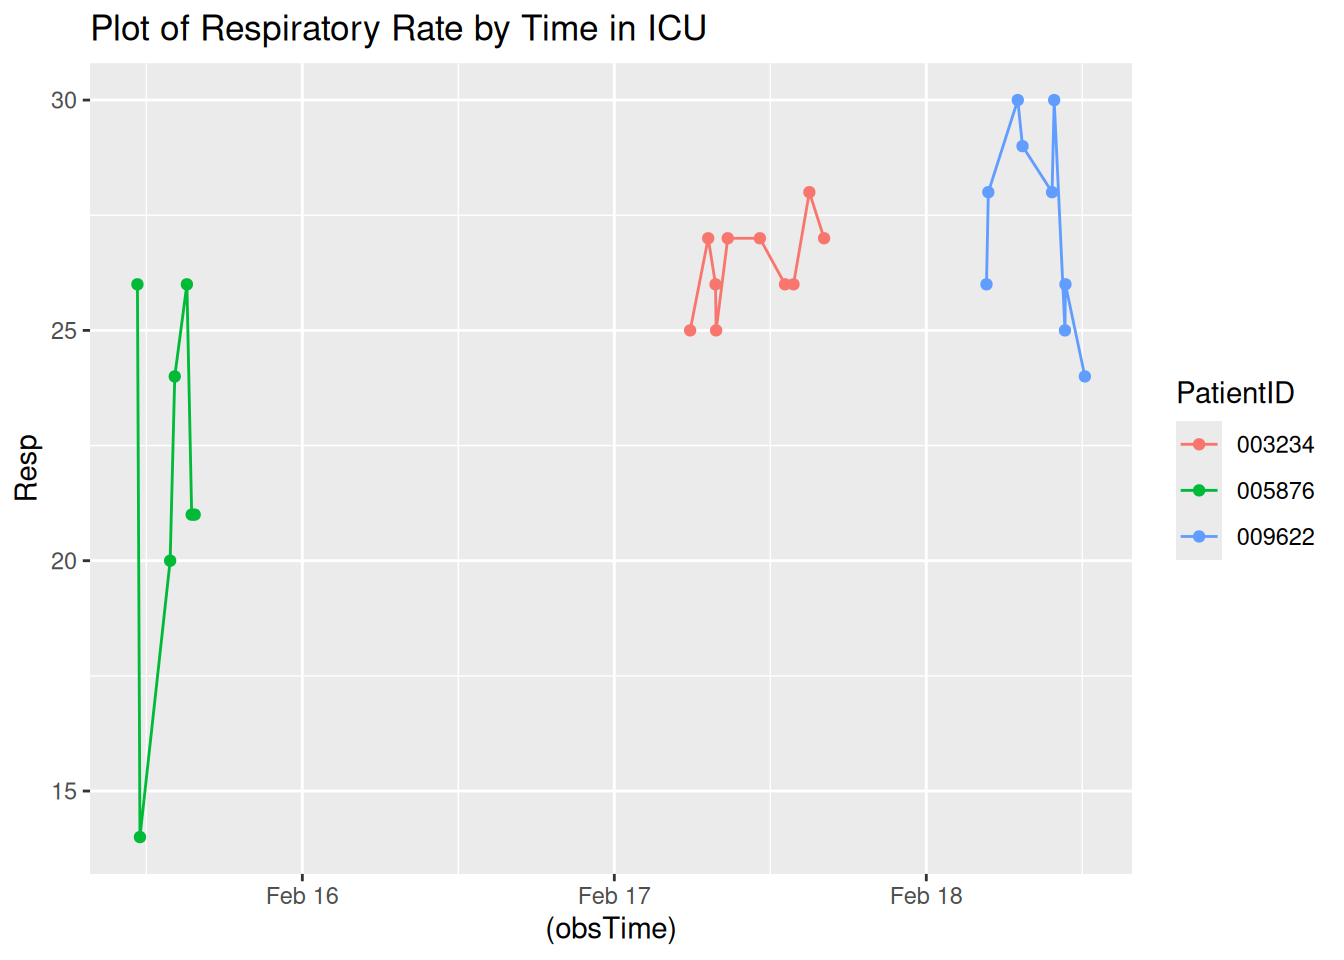 Plot of Respiratory Rate by Time in ICU
30
25
20
15
Resp
Feb 16
Feb 17
Feb 18
(obsTime)
PatientID
003234
005876
009622